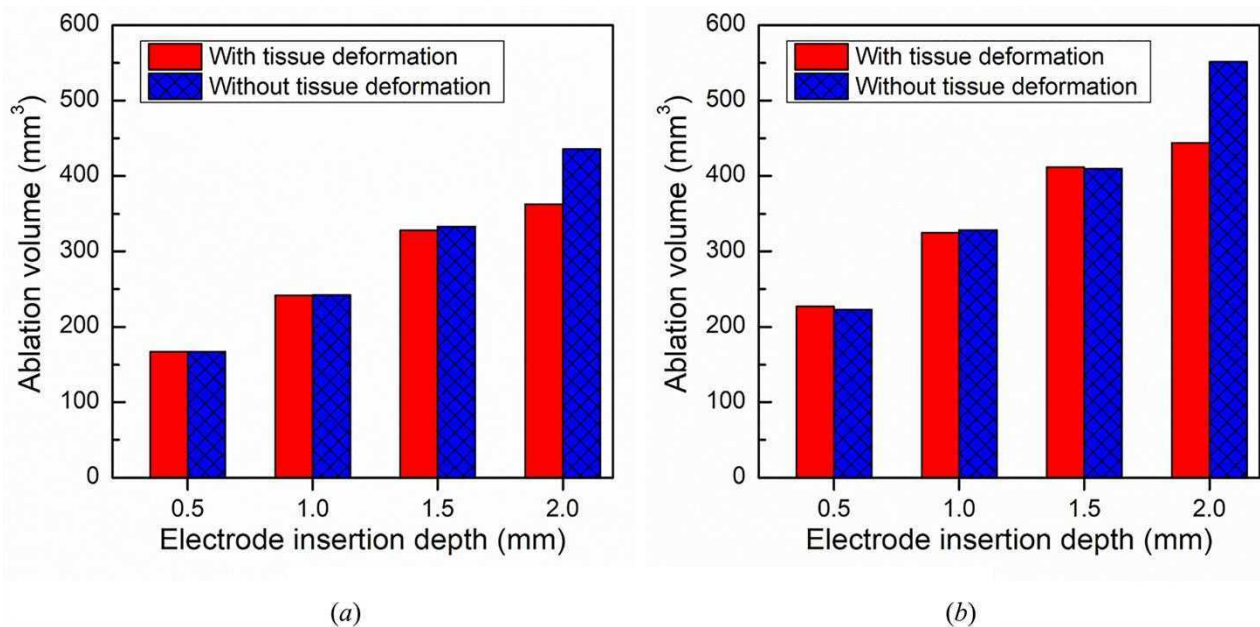 600
500
400
300
200
100
0
Ablation volume (mm³)
With tissue deformation
Without tissue deformation
0.5 1.0 1.5 2.0
Electrode insertion depth (mm)
(a)
600
500
400
300
200
100
0
Ablation volume (mm³)
With tissue deformation
Without tissue deformation
0.5 1.0 1.5 2.0
Electrode insertion depth (mm)
(b)